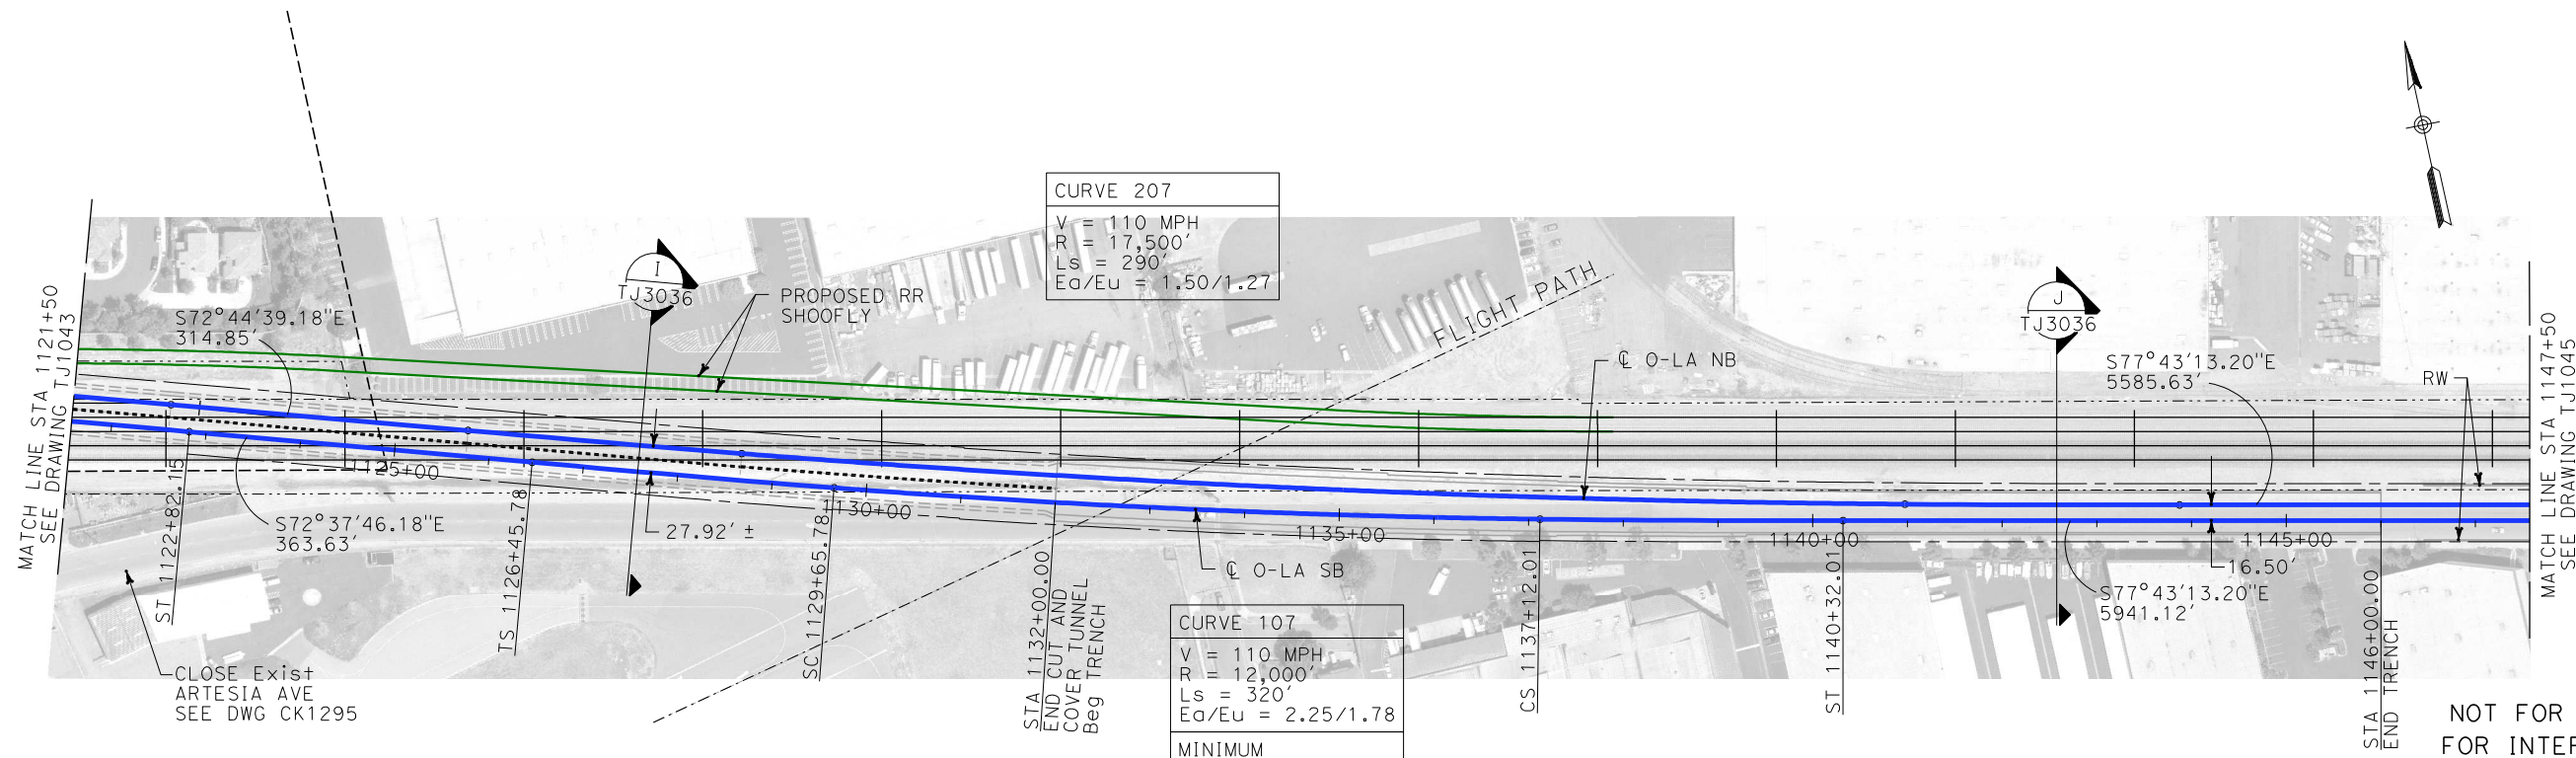 MATCH LINE STA 1121+50
SEE DRAWING TJ1043
S72°44'39.18"E
314.85'
I
TJ3036
PROPOSED RR
SHOOFLY
CURVE 207
V = 110 MPH
R = 17,500'
Ls = 290'
Ea/Eu = 1.50/1.27
FLIGHT PATH
℄ O-LA NB
J
TJ3036
S77°43'13.20"E
5585.63'
RW
MATCH LINE STA 1147+50
SEE DRAWING TJ1045
1125+00
1130+00
1135+00
1140+00
1145+00
ST 1122+82.15
S72°37'46.18"E
363.63'
TS 1126+45.78
27.92' ±
SC 1129+65.78
STA 1132+00.00
END CUT AND
COVER TUNNEL
Beg TRENCH
℄ O-LA SB
CURVE 107
V = 110 MPH
R = 12,000'
Ls = 320'
Ea/Eu = 2.25/1.78
MINIMUM
CS 1137+12.01
ST 1140+32.01
16.50'
S77°43'13.20"E
5941.12'
STA 1146+00.00
END TRENCH
CLOSE Exist
ARTESIA AVE
SEE DWG CK1295
NOT FOR
FOR INTER